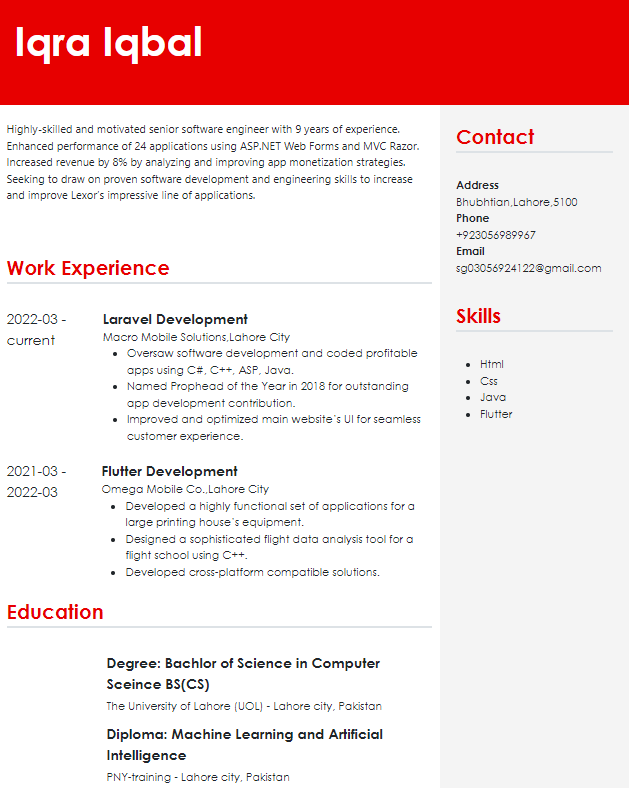 Iqra Iqbal
Highly-skilled and motivated senior software engineer with 9 years of experience.
Enhanced performance of 24 applications using ASP.NET Web Forms and MVC Razor.
Increased revenue by 8% by analyzing and improving app monetization strategies.
Seeking to draw on proven software development and engineering skills to increase
and improve Lexor's impressive line of applications.
Work Experience
2022-03 -
current
Laravel Development
Macro Mobile Solutions,Lahore City
• Oversaw software development and coded profitable
apps using C#, C++, ASP, Java.
• Named Prophead of the Year in 2018 for outstanding
app development contribution.
• Improved and optimized main website`s UI for seamless
customer experience.
2021-03 -
2022-03
Flutter Development
Omega Mobile Co.,Lahore City
• Developed a highly functional set of applications for a
large printing house`s equipment.
• Designed a sophisticated flight data analysis tool for a
flight school using C++.
• Developed cross-platform compatible solutions.
Education
Degree: Bachlor of Science in Computer
Sceince BS(CS)
The University of Lahore (UOL) - Lahore city, Pakistan
Diploma: Machine Learning and Artificial
Intelligence
PNY-training - Lahore city, Pakistan
Contact
Address
Bhubhtian,Lahore,5100
Phone
+923056989967
Email
sg03056924122@gmail.com
Skills
• Html
• Css
• Java
• Flutter